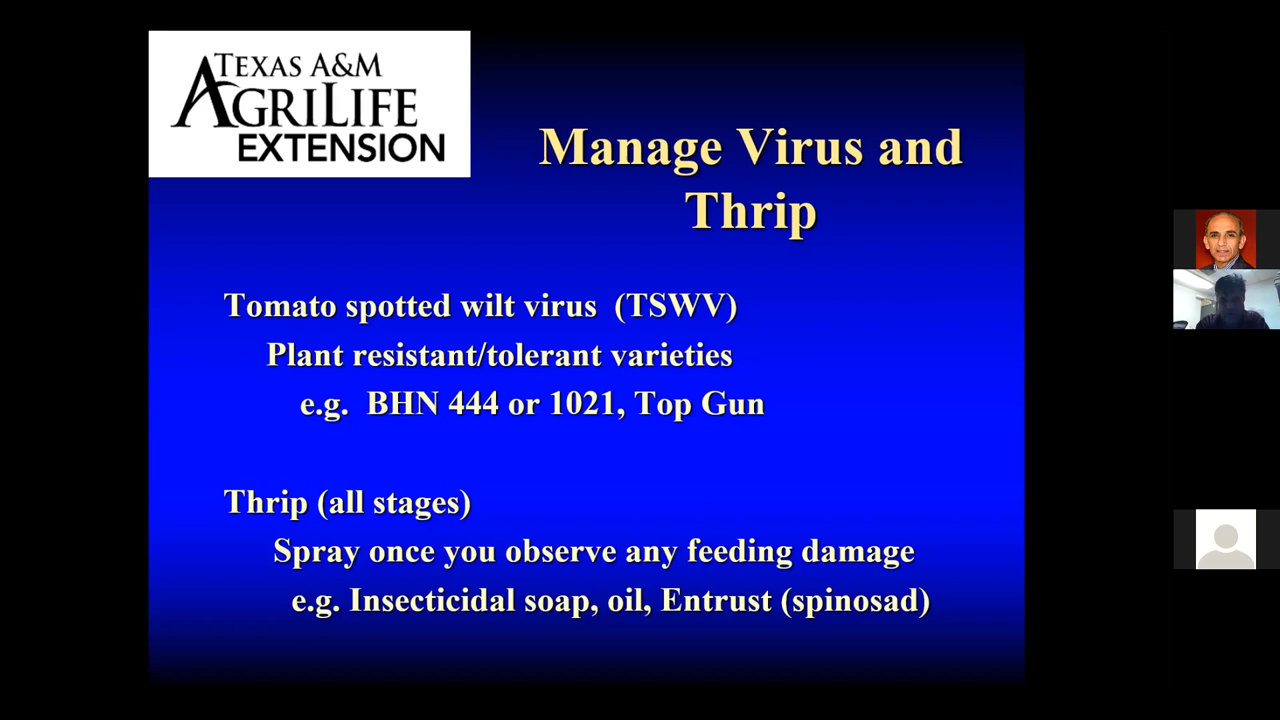 TEXAS A&M
AGRILIFE
EXTENSION
Manage Virus and
Thrip
Tomato spotted wilt virus (TSWV)
Plant resistant/tolerant varieties
e.g. BHN 444 or 1021, Top Gun
Thrip (all stages)
Spray once you observe any feeding damage
e.g. Insecticidal soap, oil, Entrust (spinosad)